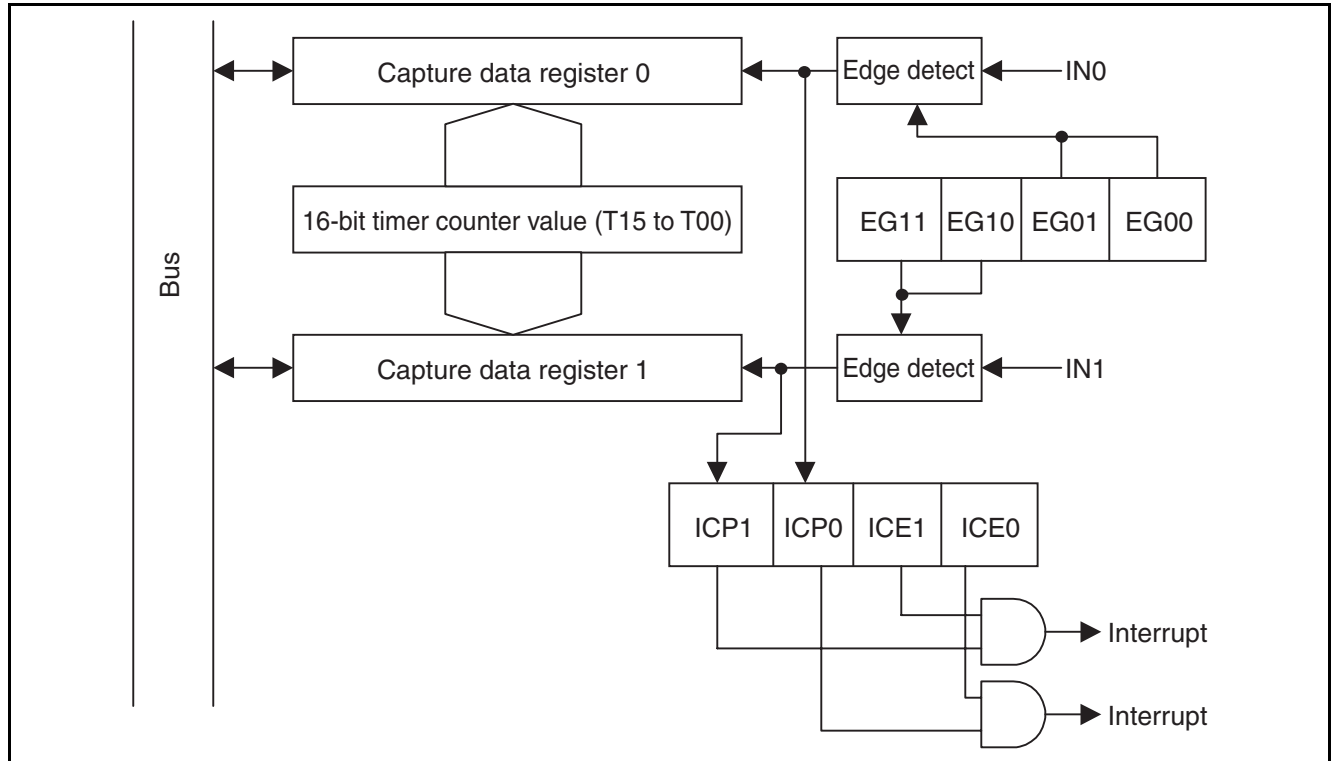 Capture data register 0
Edge detect
IN0
16-bit timer counter value (T15 to T00)
EG11 EG10 EG01 EG00
Bus
Capture data register 1
Edge detect
IN1
ICP1 ICP0 ICE1 ICE0
Interrupt
Interrupt